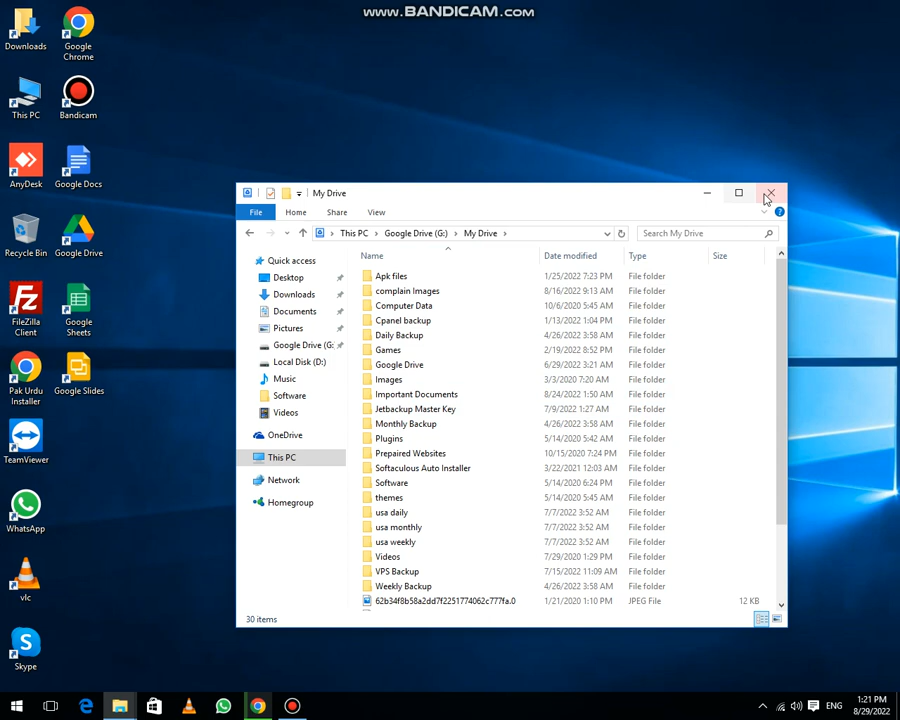 www.BANDICAM.com
Downloads
Google
Chrome
This PC
Bandicam
AnyDesk
Google Docs
Recycle Bin
Google Drive
FileZilla
Client
Google
Sheets
Pak Urdu
Installer
Google Slides
TeamViewer
WhatsApp
vlc
Skype
My Drive
File Home Share View
This PC Google Drive (G:) My Drive
Search My Drive
Quick access
Desktop
Downloads
Documents
Pictures
Google Drive (G:
Local Disk (D:)
Music
Software
Videos
OneDrive
This PC
Network
Homegroup
Name Date modified Type Size
Apk files 1/25/2022 7:23 PM File folder
complain Images 8/16/2022 9:13 AM File folder
Computer Data 10/6/2020 5:45 AM File folder
Cpanel backup 1/13/2022 1:04 PM File folder
Daily Backup 4/26/2022 3:58 AM File folder
Games 2/19/2022 8:52 PM File folder
Google Drive 6/29/2022 3:21 AM File folder
Images 3/3/2020 7:20 AM File folder
Important Documents 8/24/2022 1:50 AM File folder
Jetbackup Master Key 7/9/2022 1:27 AM File folder
Monthly Backup 4/26/2022 3:58 AM File folder
Plugins 5/14/2020 5:42 AM File folder
Prepaired Websites 10/15/2020 7:24 PM File folder
Softaculous Auto Installer 3/22/2021 12:03 AM File folder
Software 5/14/2020 6:24 PM File folder
themes 5/14/2020 5:45 AM File folder
usa daily 7/7/2022 3:52 AM File folder
usa monthly 7/7/2022 3:52 AM File folder
usa weekly 7/7/2022 3:52 AM File folder
Videos 7/29/2020 1:29 PM File folder
VPS Backup 7/15/2022 11:09 AM File folder
Weekly Backup 4/26/2022 3:58 AM File folder
62b34f8b58a2dd7f2251774062c777fa.0 1/21/2020 1:10 PM JPEG File 12 KB
30 items
ENG
1:21 PM
8/29/2022